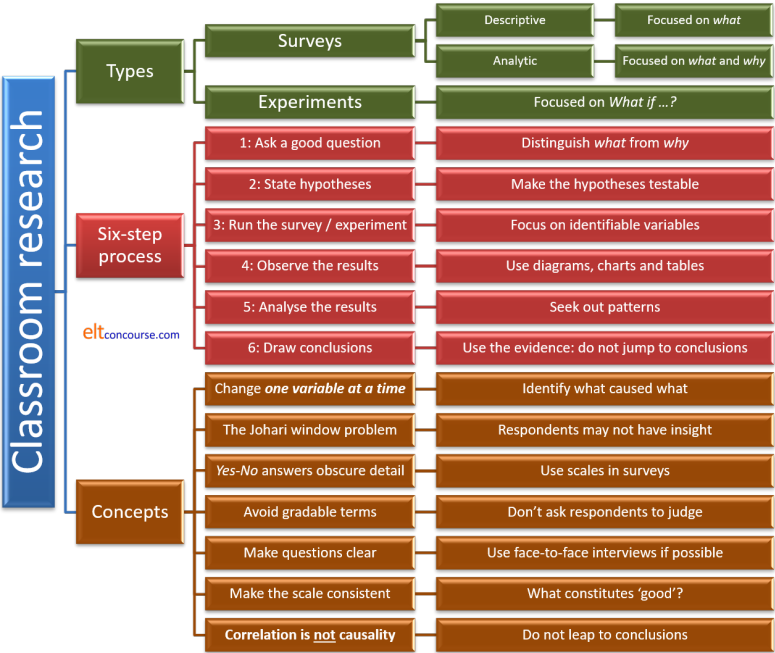 Classroom research
Types
Surveys
Descriptive
Focused on what
Analytic
Focused on what and why
Experiments
Focused on What if ...?
Six-step
process
1: Ask a good question
Distinguish what from why
2: State hypotheses
Make the hypotheses testable
3: Run the survey / experiment
Focus on identifiable variables
4: Observe the results
Use diagrams, charts and tables
5: Analyse the results
Seek out patterns
6: Draw conclusions
Use the evidence: do not jump to conclusions
eltconcourse.com
Concepts
Change one variable at a time
Identify what caused what
The Johari window problem
Respondents may not have insight
Yes-No answers obscure detail
Use scales in surveys
Avoid gradable terms
Don’t ask respondents to judge
Make questions clear
Use face-to-face interviews if possible
Make the scale consistent
What constitutes ‘good’?
Correlation is not causality
Do not leap to conclusions